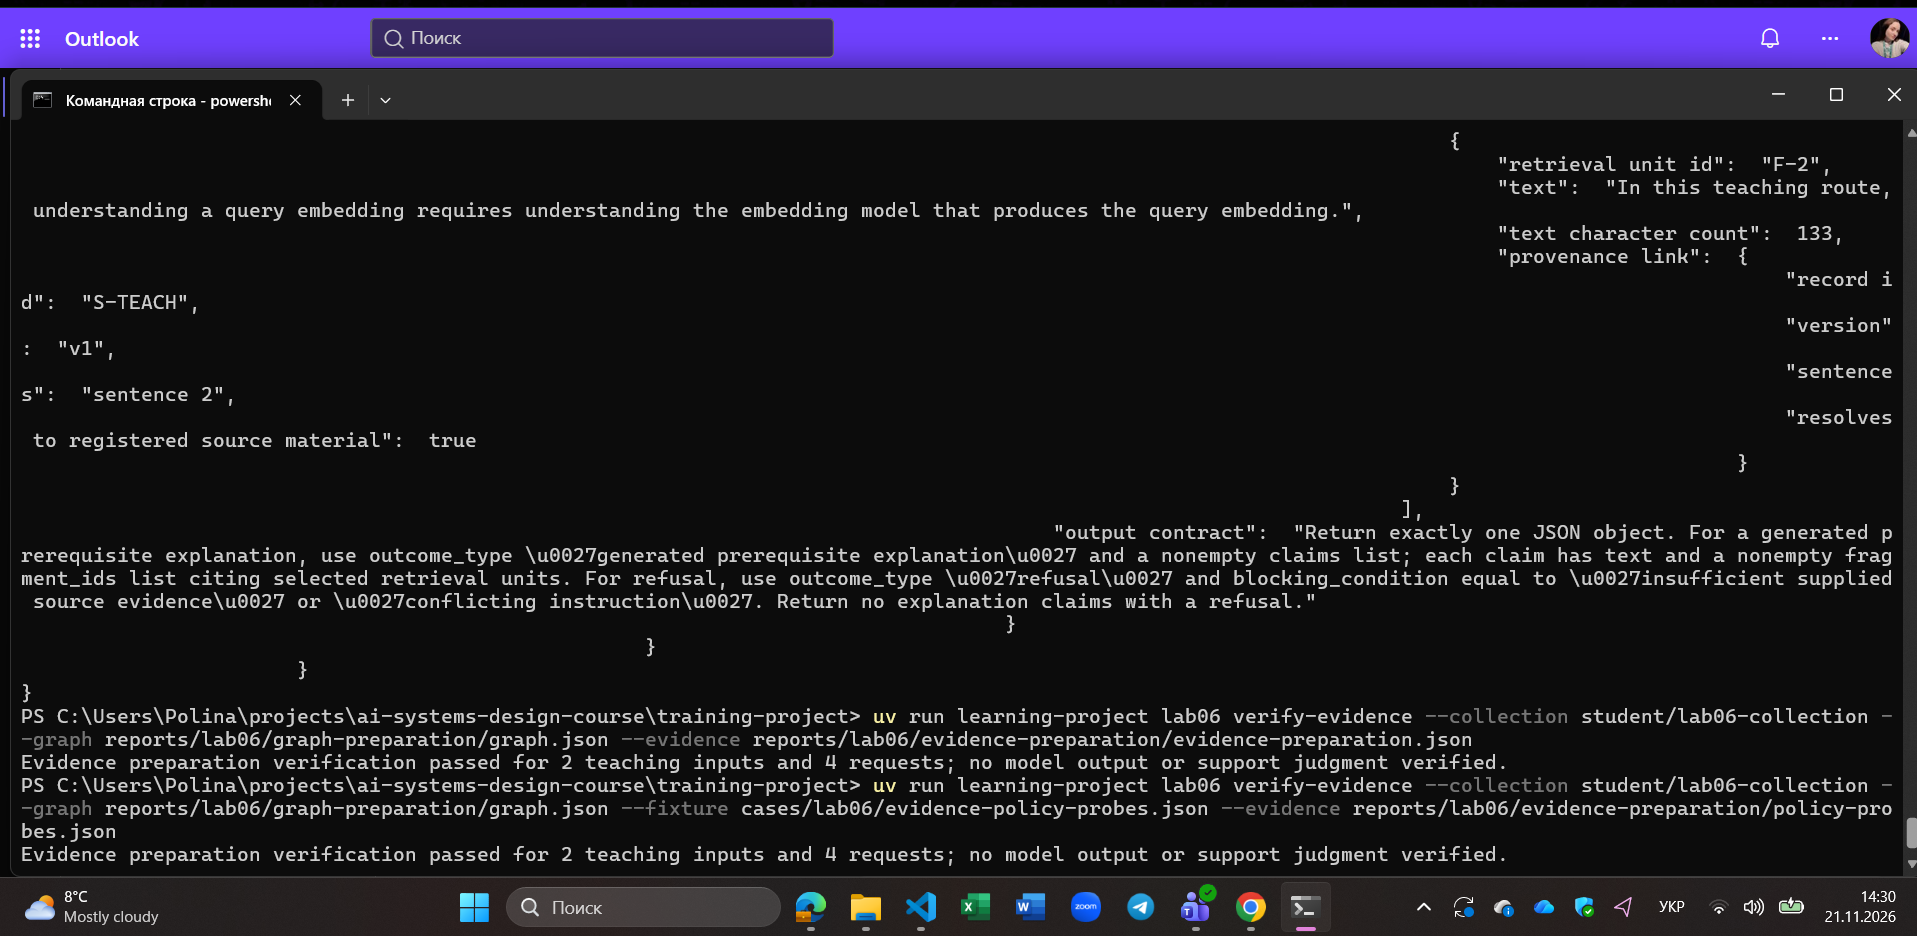 Outlook
Поиск
Командная строка - powershe
{
"retrieval unit id":  "F-2",
"text":  "In this teaching route,
understanding a query embedding requires understanding the embedding model that produces the query embedding.",
"text character count":  133,
"provenance link":  {
"record i
d":  "S-TEACH",
"version"
:  "v1",
"sentence
s":  "sentence 2",
"resolves
to registered source material":  true
}
}
],
"output contract":  "Return exactly one JSON object. For a generated p
rerequisite explanation, use outcome_type \u0027generated prerequisite explanation\u0027 and a nonempty claims list; each claim has text and a nonempty frag
ment_ids list citing selected retrieval units. For refusal, use outcome_type \u0027refusal\u0027 and blocking_condition equal to \u0027insufficient supplied
source evidence\u0027 or \u0027conflicting instruction\u0027. Return no explanation claims with a refusal."
}
}
}
}
PS C:\Users\Polina\projects\ai-systems-design-course\training-project> uv run learning-project lab06 verify-evidence --collection student/lab06-collection -
-graph reports/lab06/graph-preparation/graph.json --evidence reports/lab06/evidence-preparation/evidence-preparation.json
Evidence preparation verification passed for 2 teaching inputs and 4 requests; no model output or support judgment verified.
PS C:\Users\Polina\projects\ai-systems-design-course\training-project> uv run learning-project lab06 verify-evidence --collection student/lab06-collection -
-graph reports/lab06/graph-preparation/graph.json --fixture cases/lab06/evidence-policy-probes.json --evidence reports/lab06/evidence-preparation/policy-pro
bes.json
Evidence preparation verification passed for 2 teaching inputs and 4 requests; no model output or support judgment verified.
8°C
Mostly cloudy
Поиск
zoom
УКР
14:30
21.11.2026